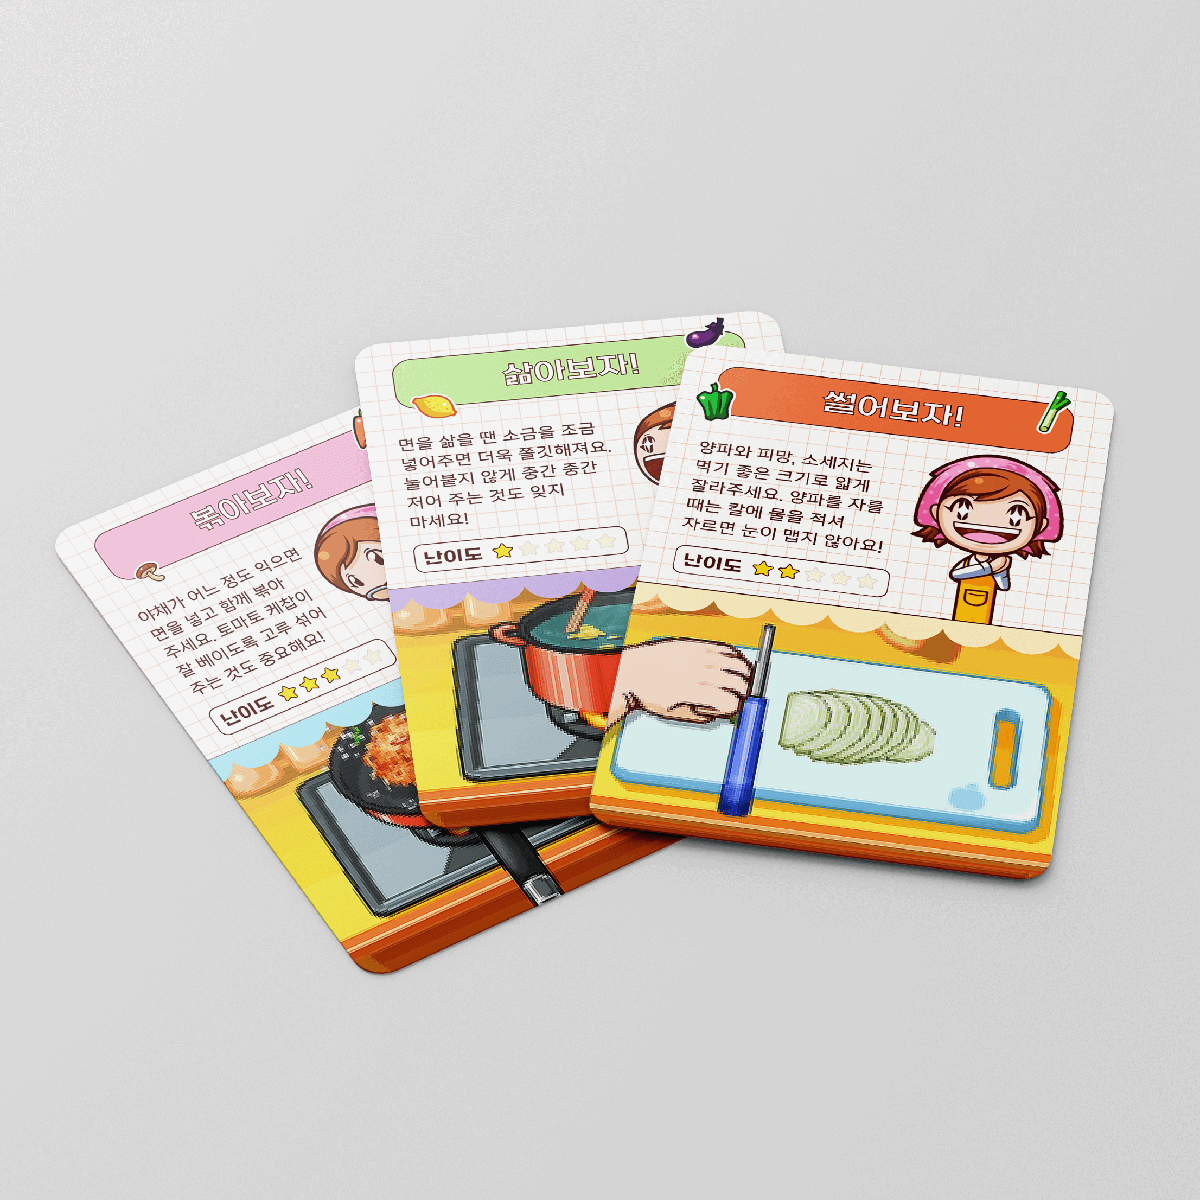 볶아보자!
야채가 어느 정도 익으면
면을 넣고 함께 볶아
주세요. 토마토 케찹이
잘 베이도록 고루 섞어
주는 것도 중요해요!
난이도
삶아보자!
면을 삶을 땐 소금을 조금
넣어주면 더욱 쫄깃해져요.
눌어붙지 않게 중간 중간
저어 주는 것도 잊지
마세요!
난이도
썰어보자!
양파와 피망, 소세지는
먹기 좋은 크기로 얇게
잘라주세요. 양파를 자를
때는 칼에 물을 적셔
자르면 눈이 맵지 않아요!
난이도